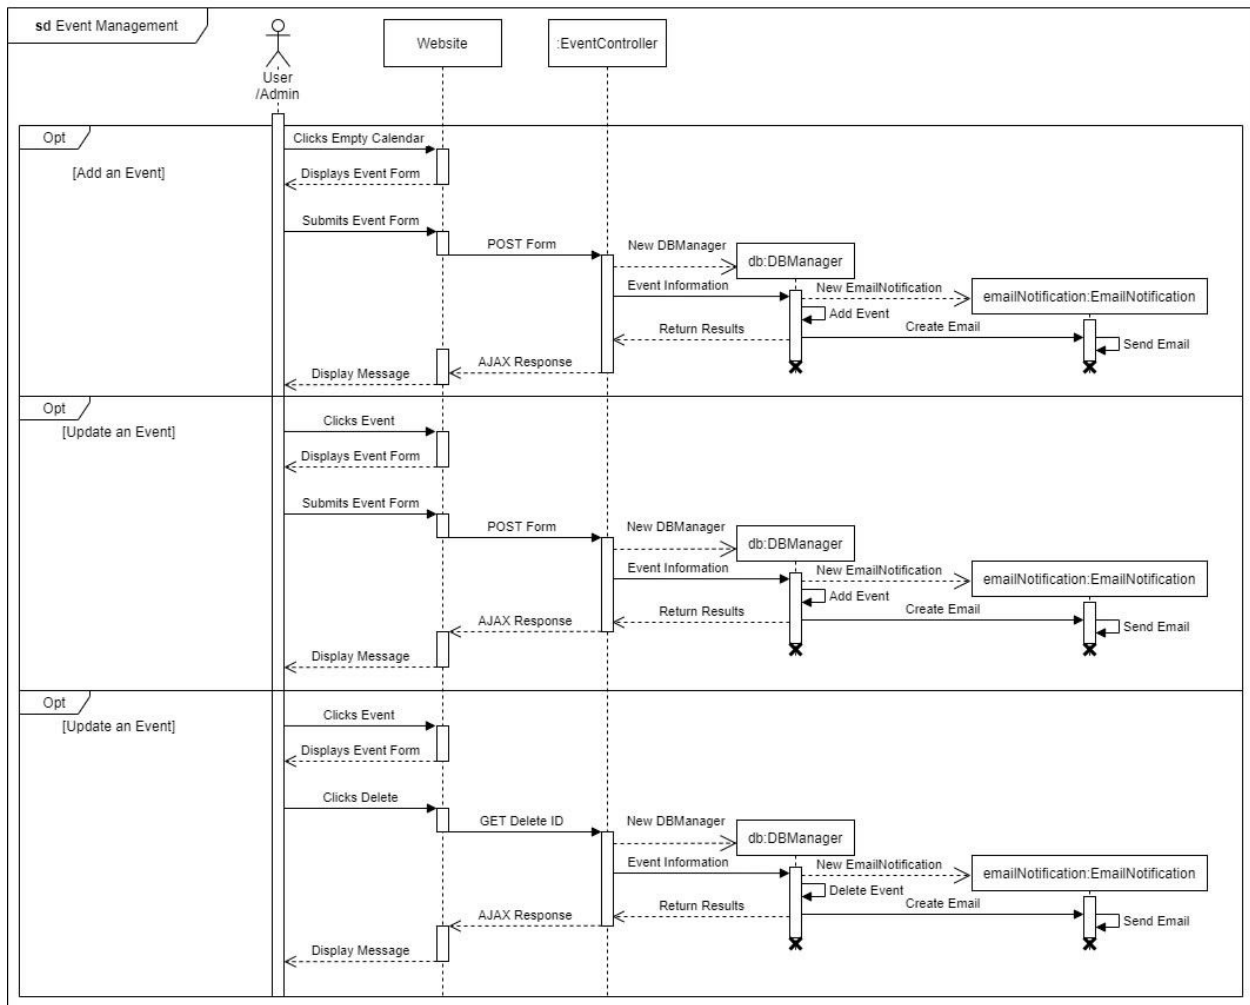 sd Event Management
User
/Admin
Website
:EventController
Opt
[Add an Event]
Clicks Empty Calendar
Displays Event Form
Submits Event Form
POST Form
New DBManager
db:DBManager
Event Information
New EmailNotification
emailNotification:EmailNotification
Add Event
Return Results
Create Email
Send Email
AJAX Response
Display Message
Opt
[Update an Event]
Clicks Event
Displays Event Form
Submits Event Form
POST Form
New DBManager
db:DBManager
Event Information
New EmailNotification
emailNotification:EmailNotification
Add Event
Return Results
Create Email
Send Email
AJAX Response
Display Message
Opt
[Update an Event]
Clicks Event
Displays Event Form
Clicks Delete
GET Delete ID
New DBManager
db:DBManager
Event Information
New EmailNotification
emailNotification:EmailNotification
Delete Event
Return Results
Create Email
Send Email
AJAX Response
Display Message